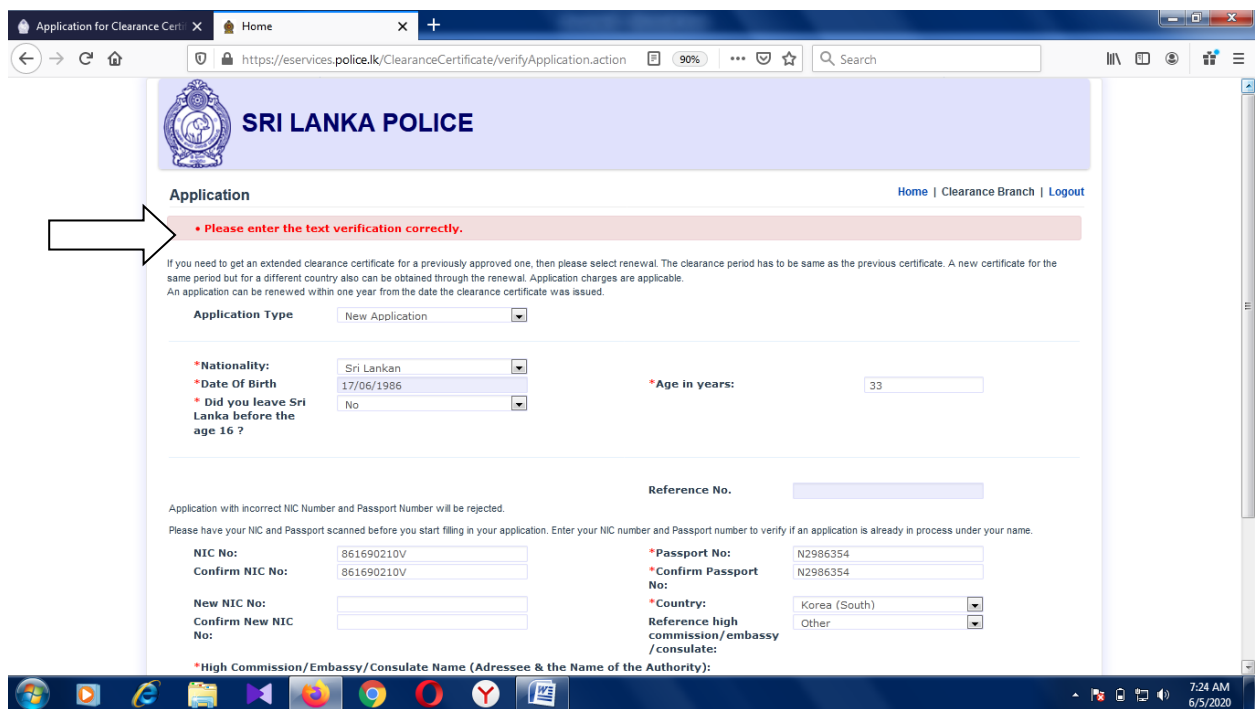 Application for Clearance Certi
Home
https://eservices.police.lk/ClearanceCertificate/verifyApplication.action
90%
Search
SRI LANKA POLICE
Application
Home | Clearance Branch | Logout
• Please enter the text verification correctly.
If you need to get an extended clearance certificate for a previously approved one, then please select renewal. The clearance period has to be same as the previous certificate. A new certificate for the
same period but for a different country also can be obtained through the renewal. Application charges are applicable.
An application can be renewed within one year from the date the clearance certificate was issued.
Application Type New Application
*Nationality: Sri Lankan
*Date Of Birth 17/06/1986 *Age in years: 33
* Did you leave Sri No
Lanka before the
age 16 ?
Reference No.
Application with incorrect NIC Number and Passport Number will be rejected.
Please have your NIC and Passport scanned before you start filling in your application. Enter your NIC number and Passport number to verify if an application is already in process under your name.
NIC No: 861690210V *Passport No: N2986354
Confirm NIC No: 861690210V *Confirm Passport N2986354
No:
New NIC No: *Country: Korea (South)
Confirm New NIC Reference high Other
No: commission/embassy
/consulate:
*High Commission/Embassy/Consulate Name (Adressee & the Name of the Authority):
7:24 AM
6/5/2020